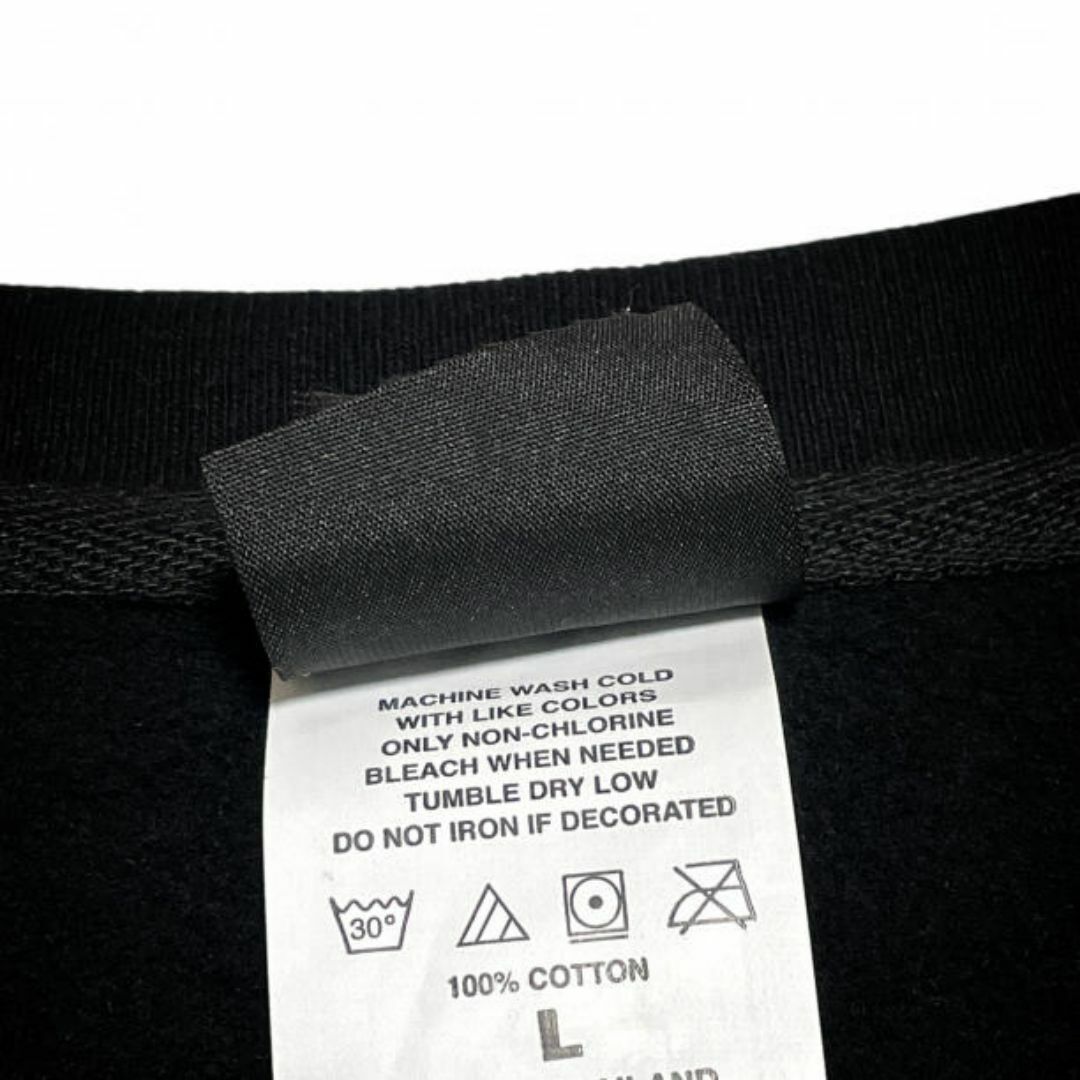 MACHINE WASH COLD
WITH LIKE COLORS
ONLY NON-CHLORINE
BLEACH WHEN NEEDED
TUMBLE DRY LOW
DO NOT IRON IF DECORATED
30°
100% COTTON
L